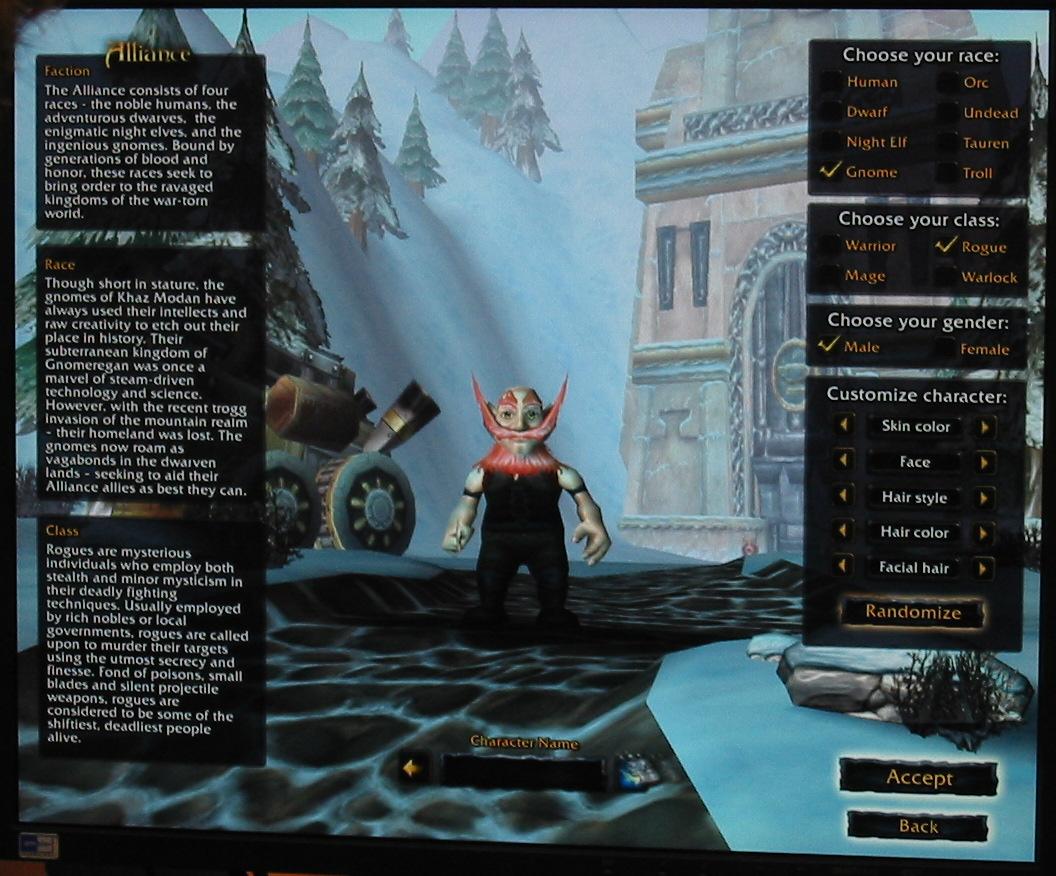 Alliance
Faction
The Alliance consists of four
races - the noble humans, the
adventurous dwarves, the
enigmatic night elves, and the
ingenious gnomes. Bound by
generations of blood and
honor, these races seek to
bring order to the ravaged
kingdoms of the war-torn
world.
Race
Though short in stature, the
gnomes of Khaz Modan have
always used their intellects and
raw creativity to etch out their
place in history. Their
subterranean kingdom of
Gnomeregan was once a
marvel of steam-driven
technology and science.
However, with the recent trogg
invasion of the mountain realm
- their homeland was lost. The
gnomes now roam as
vagabonds in the dwarven
lands - seeking to aid their
Alliance allies as best they can.
Class
Rogues are mysterious
individuals who employ both
stealth and minor mysticism in
their deadly fighting
techniques. Usually employed
by rich nobles or local
governments, rogues are called
upon to murder their targets
using the utmost secrecy and
finesse. Fond of poisons, small
blades and silent projectile
weapons, rogues are
considered to be some of the
shiftiest, deadliest people
alive.
Character Name
Choose your race:
Human Orc
Dwarf Undead
Night Elf Tauren
Gnome Troll
Choose your class:
Warrior Rogue
Mage Warlock
Choose your gender:
Male Female
Customize character:
Skin color
Face
Hair style
Hair color
Facial hair
Randomize
Accept
Back